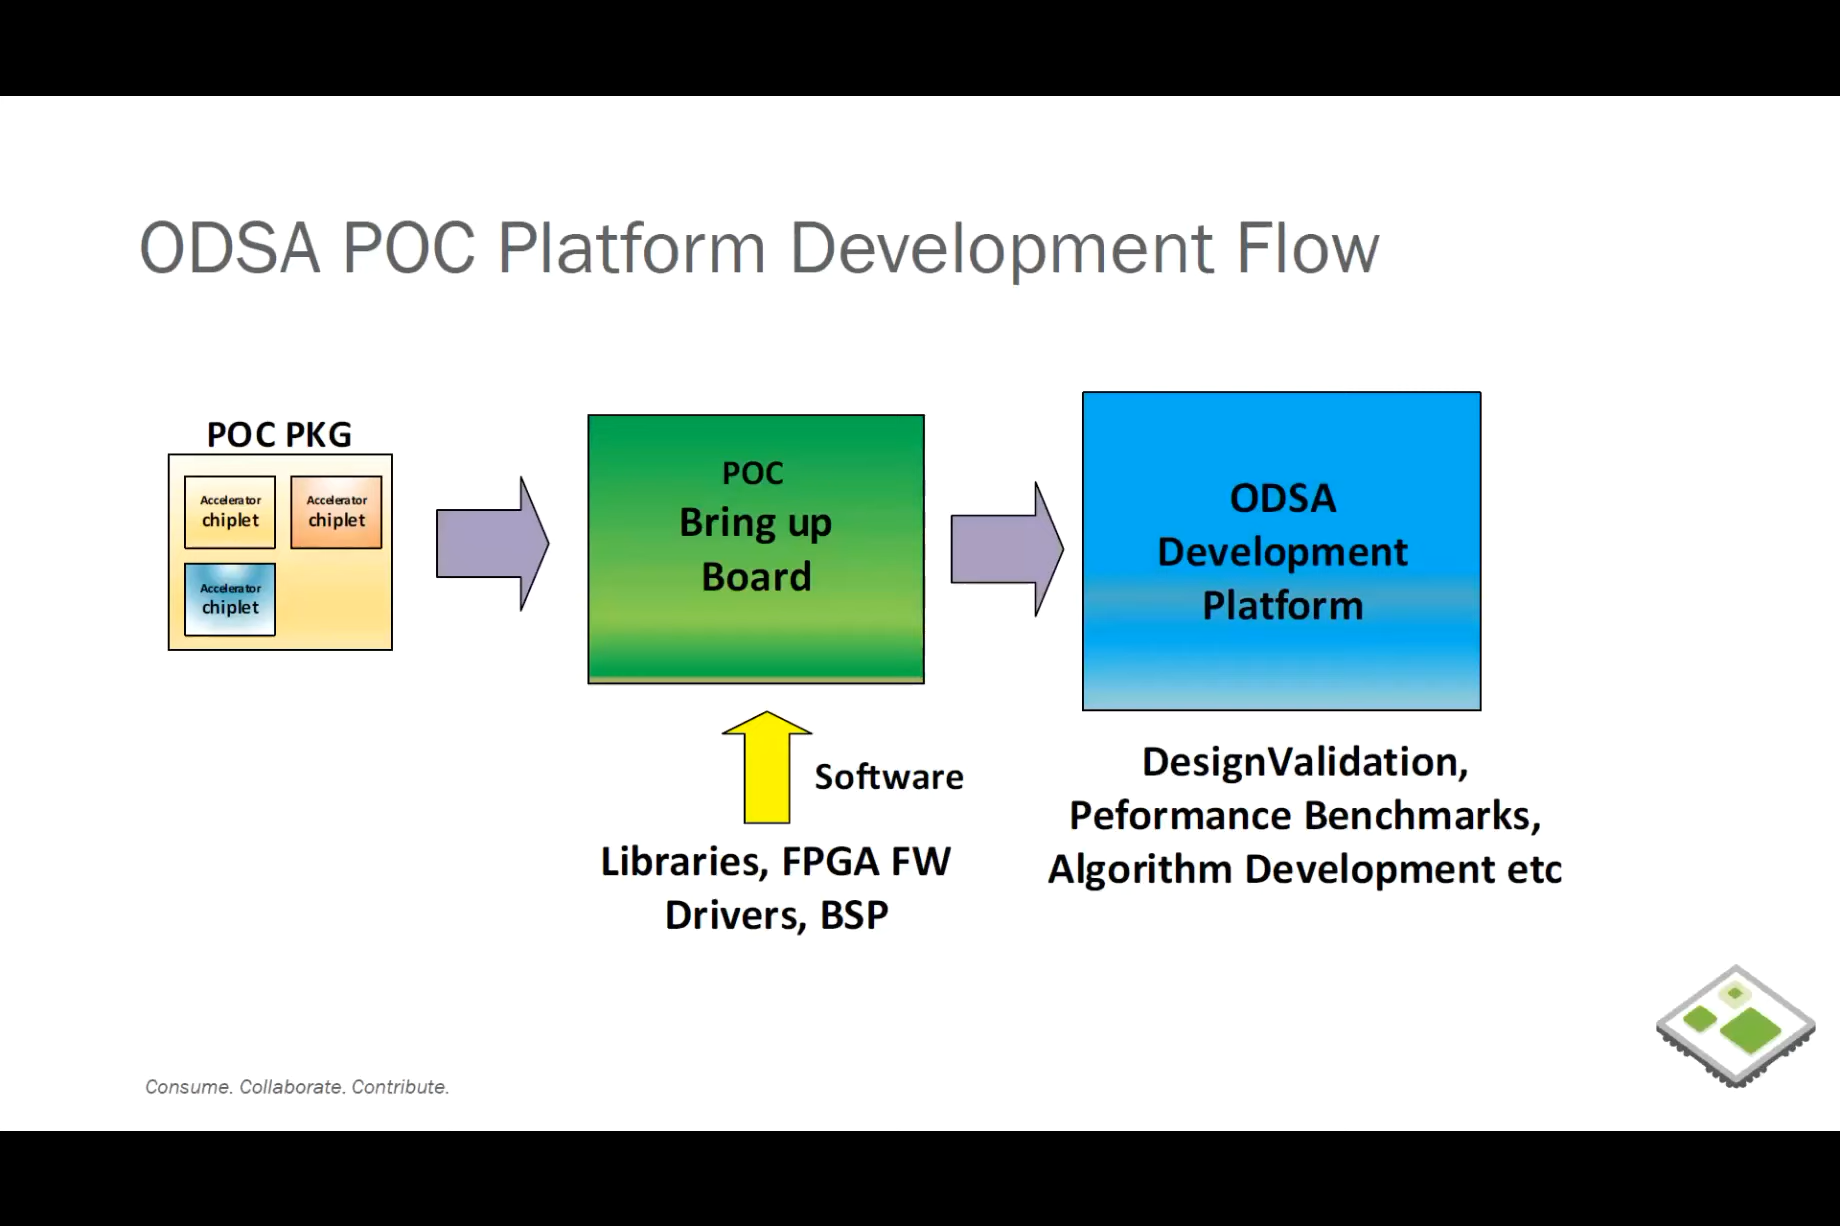 ODSA POC Platform Development Flow
POC PKG
Accelerator
chiplet
Accelerator
chiplet
Accelerator
chiplet
POC
Bring up
Board
ODSA
Development
Platform
Software
Libraries, FPGA FW
Drivers, BSP
DesignValidation,
Peformance Benchmarks,
Algorithm Development etc
Consume. Collaborate. Contribute.